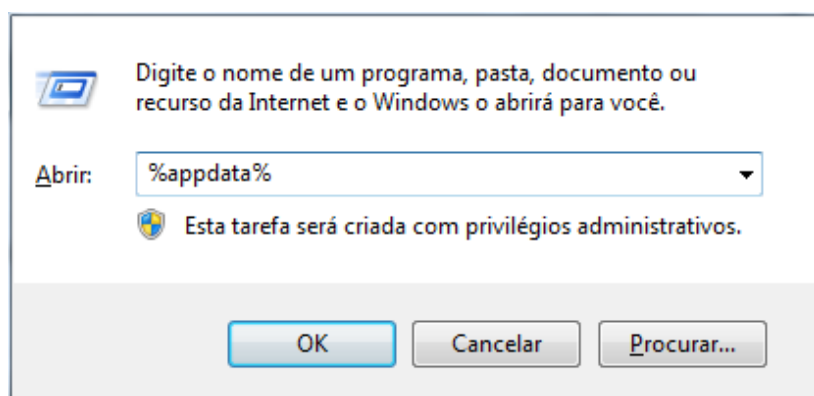 Digite o nome de um programa, pasta, documento ou
recurso da Internet e o Windows o abrirá para você.
Abrir: %appdata%
Esta tarefa será criada com privilégios administrativos.
OK Cancelar Procurar...